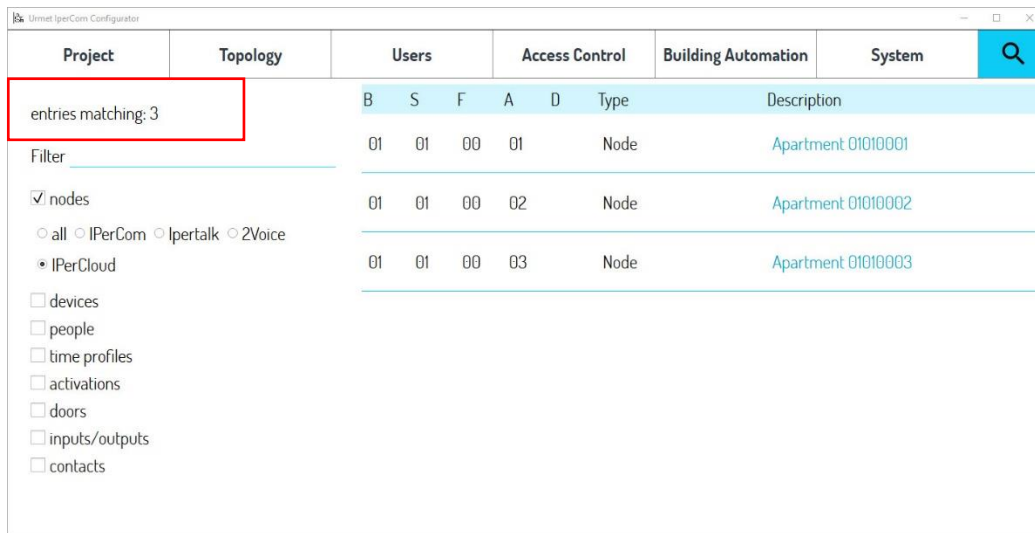 Urmet IperCom Configurator
Project Topology Users Access Control Building Automation System
entries matching: 3
Filter
nodes
all IPerCom Ipertalk 2Voice
IPerCloud
devices
people
time profiles
activations
doors
inputs/outputs
contacts
B S F A D Type Description
01 01 00 01 Node Apartment 01010001
01 01 00 02 Node Apartment 01010002
01 01 00 03 Node Apartment 01010003